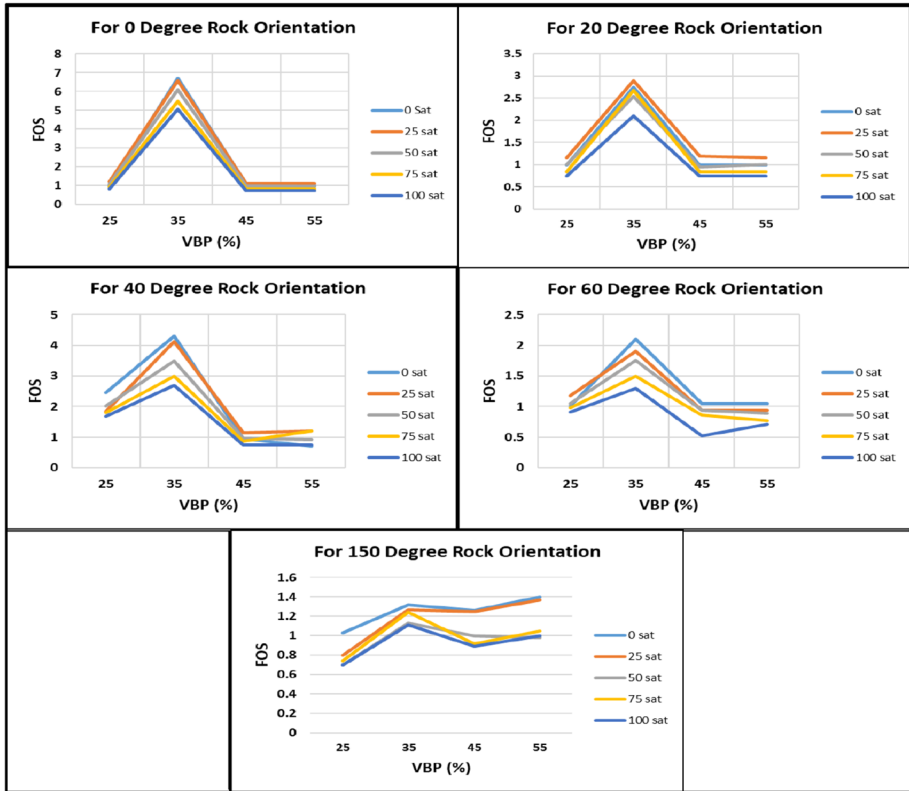 For 0 Degree Rock Orientation
FOS
8
7
6
5
4
3
2
1
0
25 35 45 55
VBP (%)
0 Sat
25 sat
50 sat
75 sat
100 sat
For 20 Degree Rock Orientation
FOS
3.5
3
2.5
2
1.5
1
0.5
0
25 35 45 55
VBP (%)
0 sat
25 sat
50 sat
75 sat
100 sat
For 40 Degree Rock Orientation
FOS
5
4
3
2
1
0
25 35 45 55
VBP (%)
0 sat
25 sat
50 sat
75 sat
100 sat
For 60 Degree Rock Orientation
FOS
2.5
2
1.5
1
0.5
0
25 35 45 55
VBP (%)
0 sat
25 sat
50 sat
75 sat
100 sat
For 150 Degree Rock Orientation
FOS
1.6
1.4
1.2
1
0.8
0.6
0.4
0.2
0
25 35 45 55
VBP (%)
0 sat
25 sat
50 sat
75 sat
100 sat